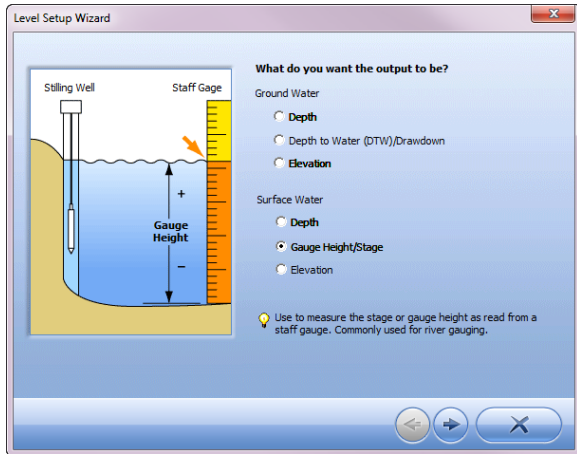 Level Setup Wizard
Stilling Well
Staff Gage
+
Gauge
Height
−
What do you want the output to be?
Ground Water
Depth
Depth to Water (DTW)/Drawdown
Elevation
Surface Water
Depth
Gauge Height/Stage
Elevation
Use to measure the stage or gauge height as read from a
staff gauge. Commonly used for river gauging.